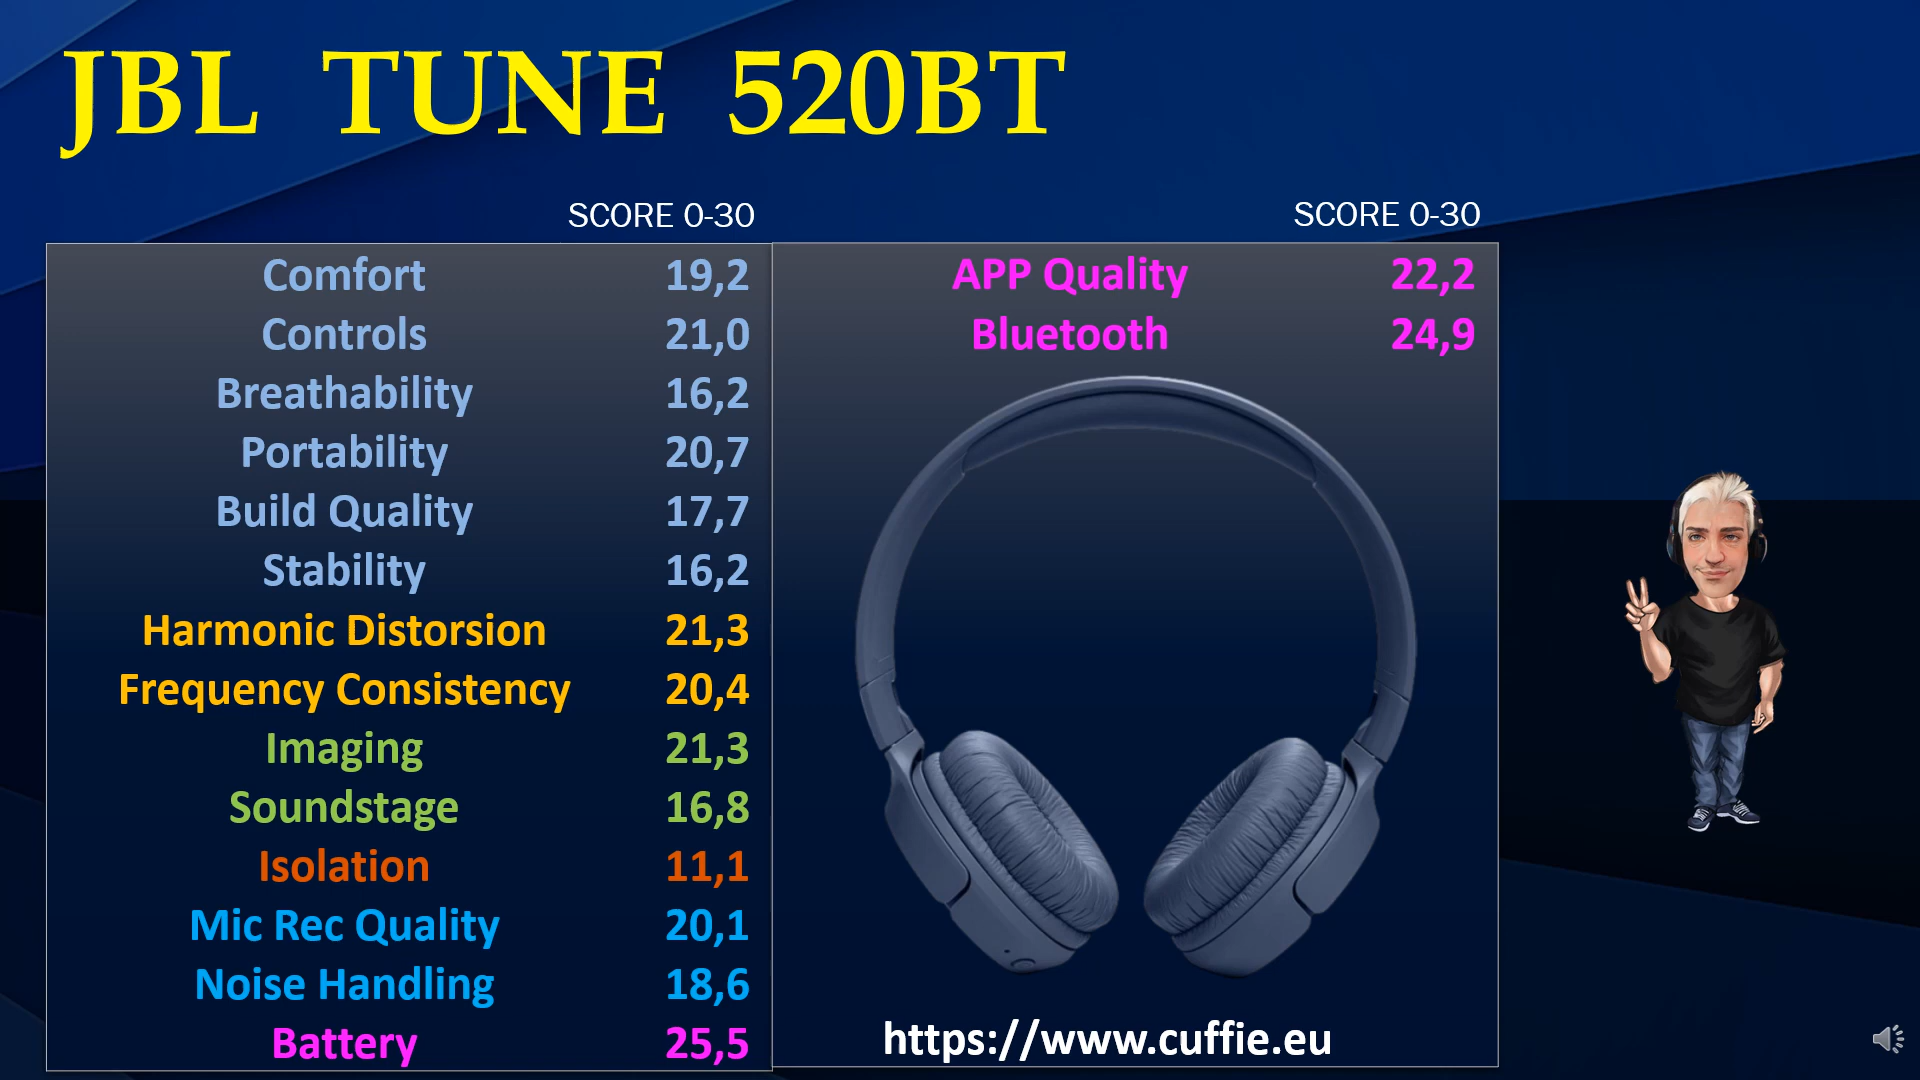 JBL TUNE 520BT
SCORE 0-30
Comfort 19,2
Controls 21,0
Breathability 16,2
Portability 20,7
Build Quality 17,7
Stability 16,2
Harmonic Distorsion 21,3
Frequency Consistency 20,4
Imaging 21,3
Soundstage 16,8
Isolation 11,1
Mic Rec Quality 20,1
Noise Handling 18,6
Battery 25,5
SCORE 0-30
APP Quality 22,2
Bluetooth 24,9
https://www.cuffie.eu